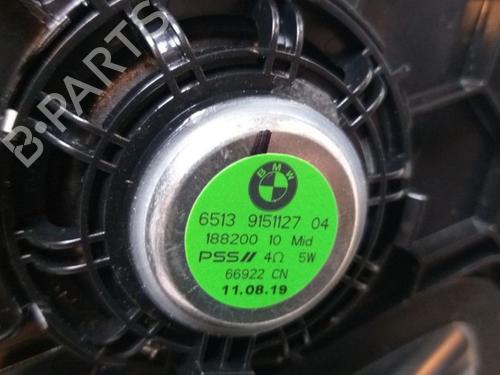 B-PARTS
BMW
6513 9151127 04
188200 10 Mid
PSS// 4Ω 5W
66922 CN
11.08.19